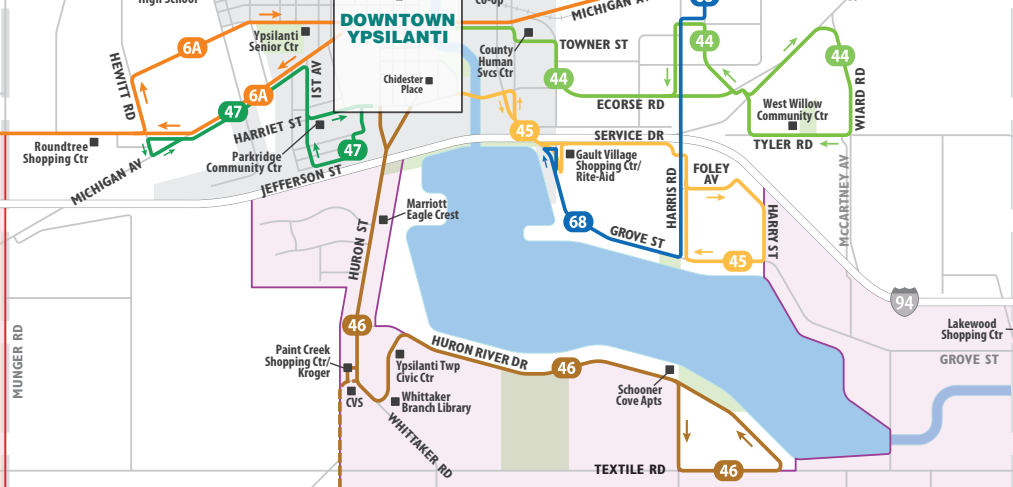 High School
Co-op
MICHIGAN AV
DOWNTOWN
YPSILANTI
6A
Ypsilanti
Senior Ctr
County
Human
Svcs Ctr
TOWNER ST
44
44
44
HEWITT RD
1ST AV
Chidester
Place
6A
47
ECORSE RD
WIARD RD
West Willow
Community Ctr
HARRIET ST
45
SERVICE DR
TYLER RD
Roundtree
Shopping Ctr
Parkridge
Community Ctr
47
Gault Village
Shopping Ctr/
Rite-Aid
FOLEY
AV
MICHIGAN AV
JEFFERSON ST
HARRIS RD
McCARTNEY AV
Marriott
Eagle Crest
68
GROVE ST
HARRY ST
HURON ST
45
94
46
MUNGER RD
Lakewood
Shopping Ctr
GROVE ST
Paint Creek
Shopping Ctr/
Kroger
HURON RIVER DR
46
Ypsilanti Twp
Civic Ctr
Schooner
Cove Apts
CVS
Whittaker
Branch Library
WHITTAKER RD
TEXTILE RD
46